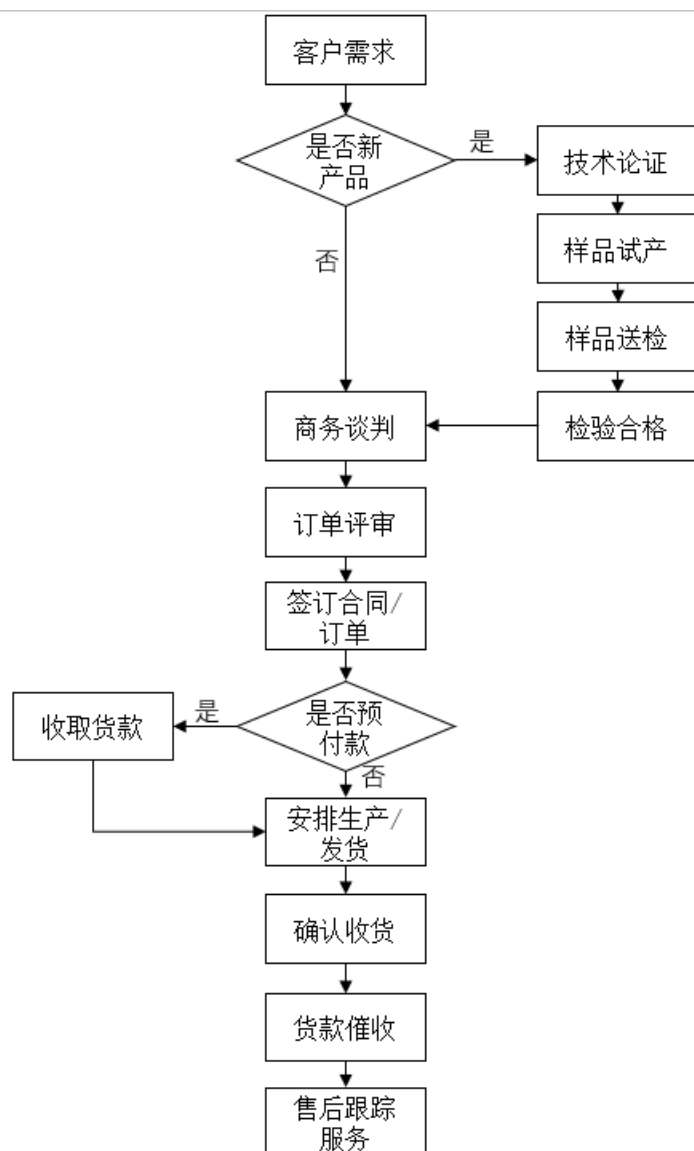 客户需求
是否新
产品
是
技术论证
样品试产
否
样品送检
商务谈判
检验合格
订单评审
签订合同/
订单
收取货款
是
是否预
付款
否
安排生产/
发货
确认收货
货款催收
售后跟踪
服务